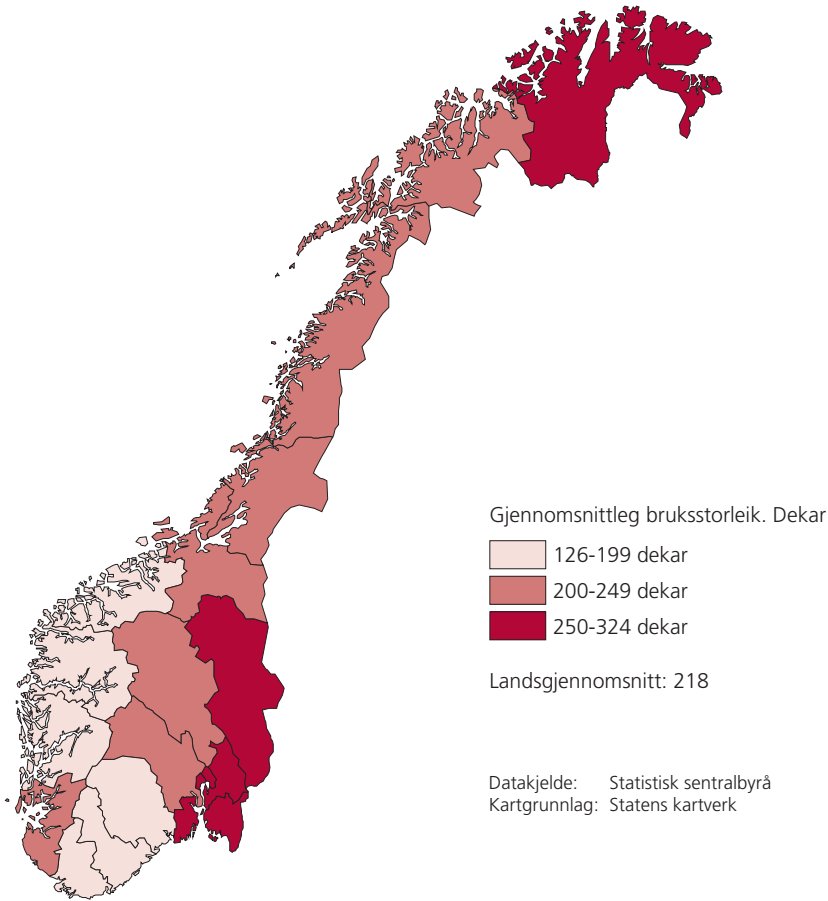 Gjennomsnittleg bruksstorleik. Dekar
126-199 dekar
200-249 dekar
250-324 dekar
Landsgjennomsnitt: 218
Datakjelde: Statistisk sentralbyrå
Kartgrunnlag: Statens kartverk